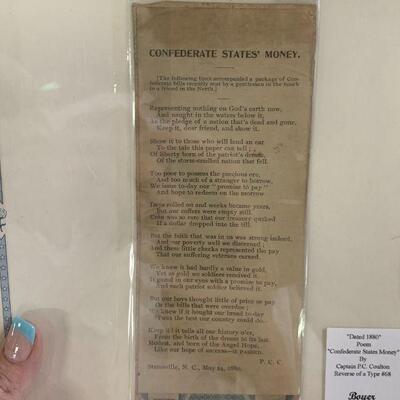 CONFEDERATE STATES' MONEY.
[The following lines accompanied a package of Con-
federate bills recently sent by a gentleman in the South
to a friend in the North.]
Representing nothing on God's earth now,
And naught in the waters below it,
As the pledge of a nation that's dead and gone,
Keep it, dear friend, and show it.
Show it to those who will lend an ear
To the tale this paper can tell;
Of liberty born of the patriot's dream,
Of the storm-cradled nation that fell.
Too poor to possess the precious ore,
And too much of a stranger to borrow,
We issue to-day our "promise to pay"
And hope to redeem on the morrow
Days rolled on and weeks became years,
But our coffers were empty still,
Coin was so rare that our treasury quaked
If a dollar dropped into the till.
But the faith that was in us was strong indeed,
And our poverty well we discerned;
And these little checks represented the pay
That our suffering veterans earned.
We knew it had hardly a value in gold,
Yet as gold we soldiers received it
It gazed in our eyes with a promise to pay,
And each patriot soldier believed it.
But our boys thought little of price or pay
Or the bills that were overdue;
We knew if it bought our bread to-day
'Twas the best our country could do.
Keep it! it tells all our history o'er,
From the birth of the dream to its last
Modest, and born of the Angel Hope,
Like our hope of success—it PASSED.
P. C. C.
Statesville, N. C., May 24, 1880.
"Dated 1880"
Poem
"Confederate States Money"
By
Captain P.C. Coulton
Reverse of a Type #68
Boyer